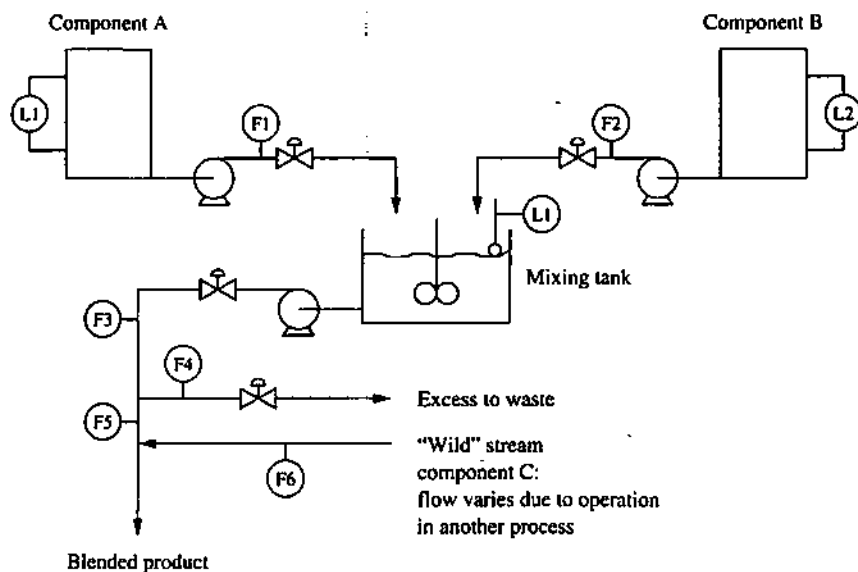 Component A
Component B
L1
F1
F2
L2
L1
Mixing tank
F3
F4
Excess to waste
F5
"Wild" stream
component C:
flow varies due to operation
in another process
F6
Blended product